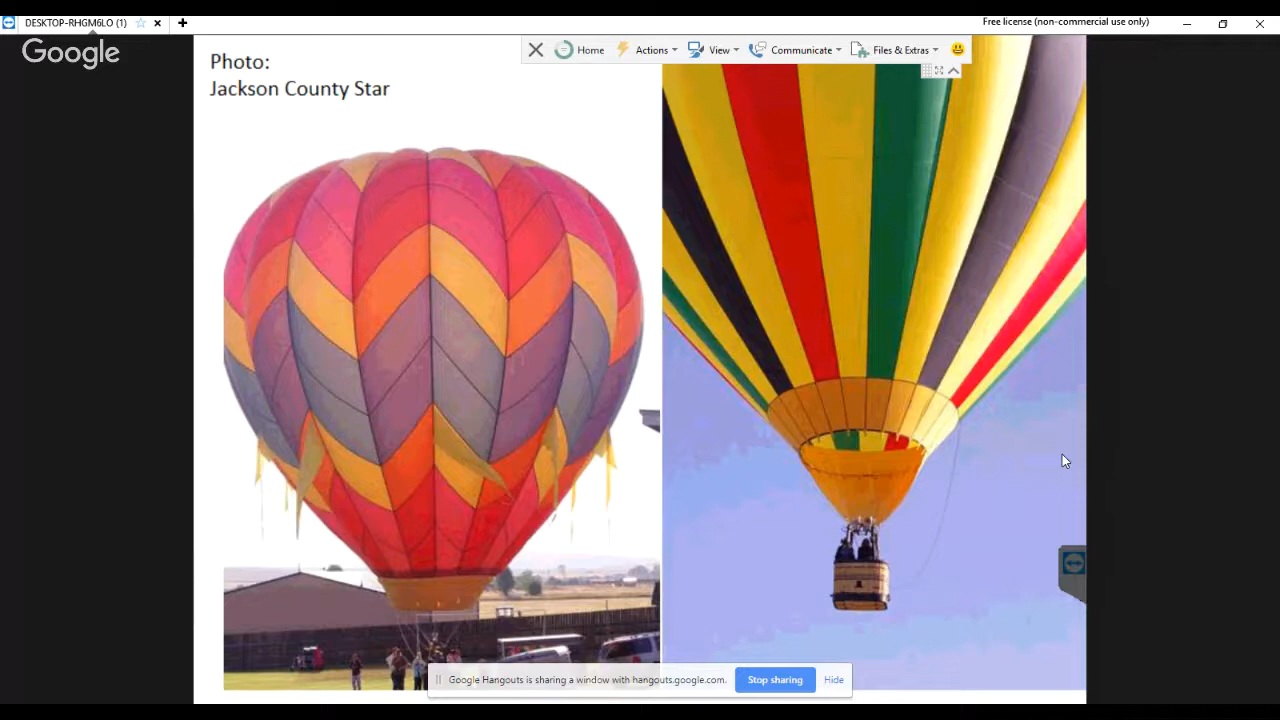 DESKTOP-RHGM6LO (1)
Free license (non-commercial use only)
Google
Photo:
Jackson County Star
Home
Actions
View
Communicate
Files & Extras
Google Hangouts is sharing a window with hangouts.google.com.
Stop sharing
Hide